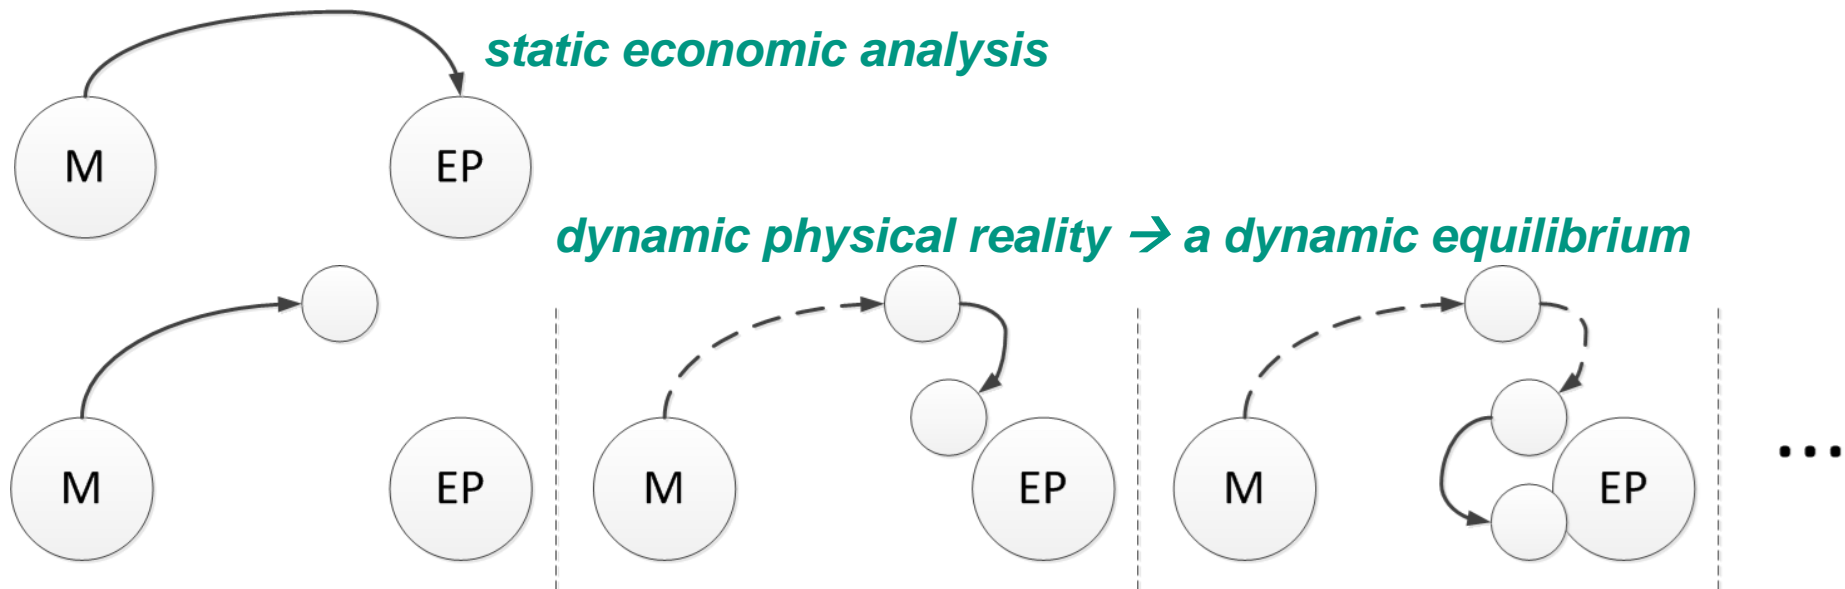 static economic analysis
M EP
dynamic physical reality → a dynamic equilibrium
M EP M EP M EP ...